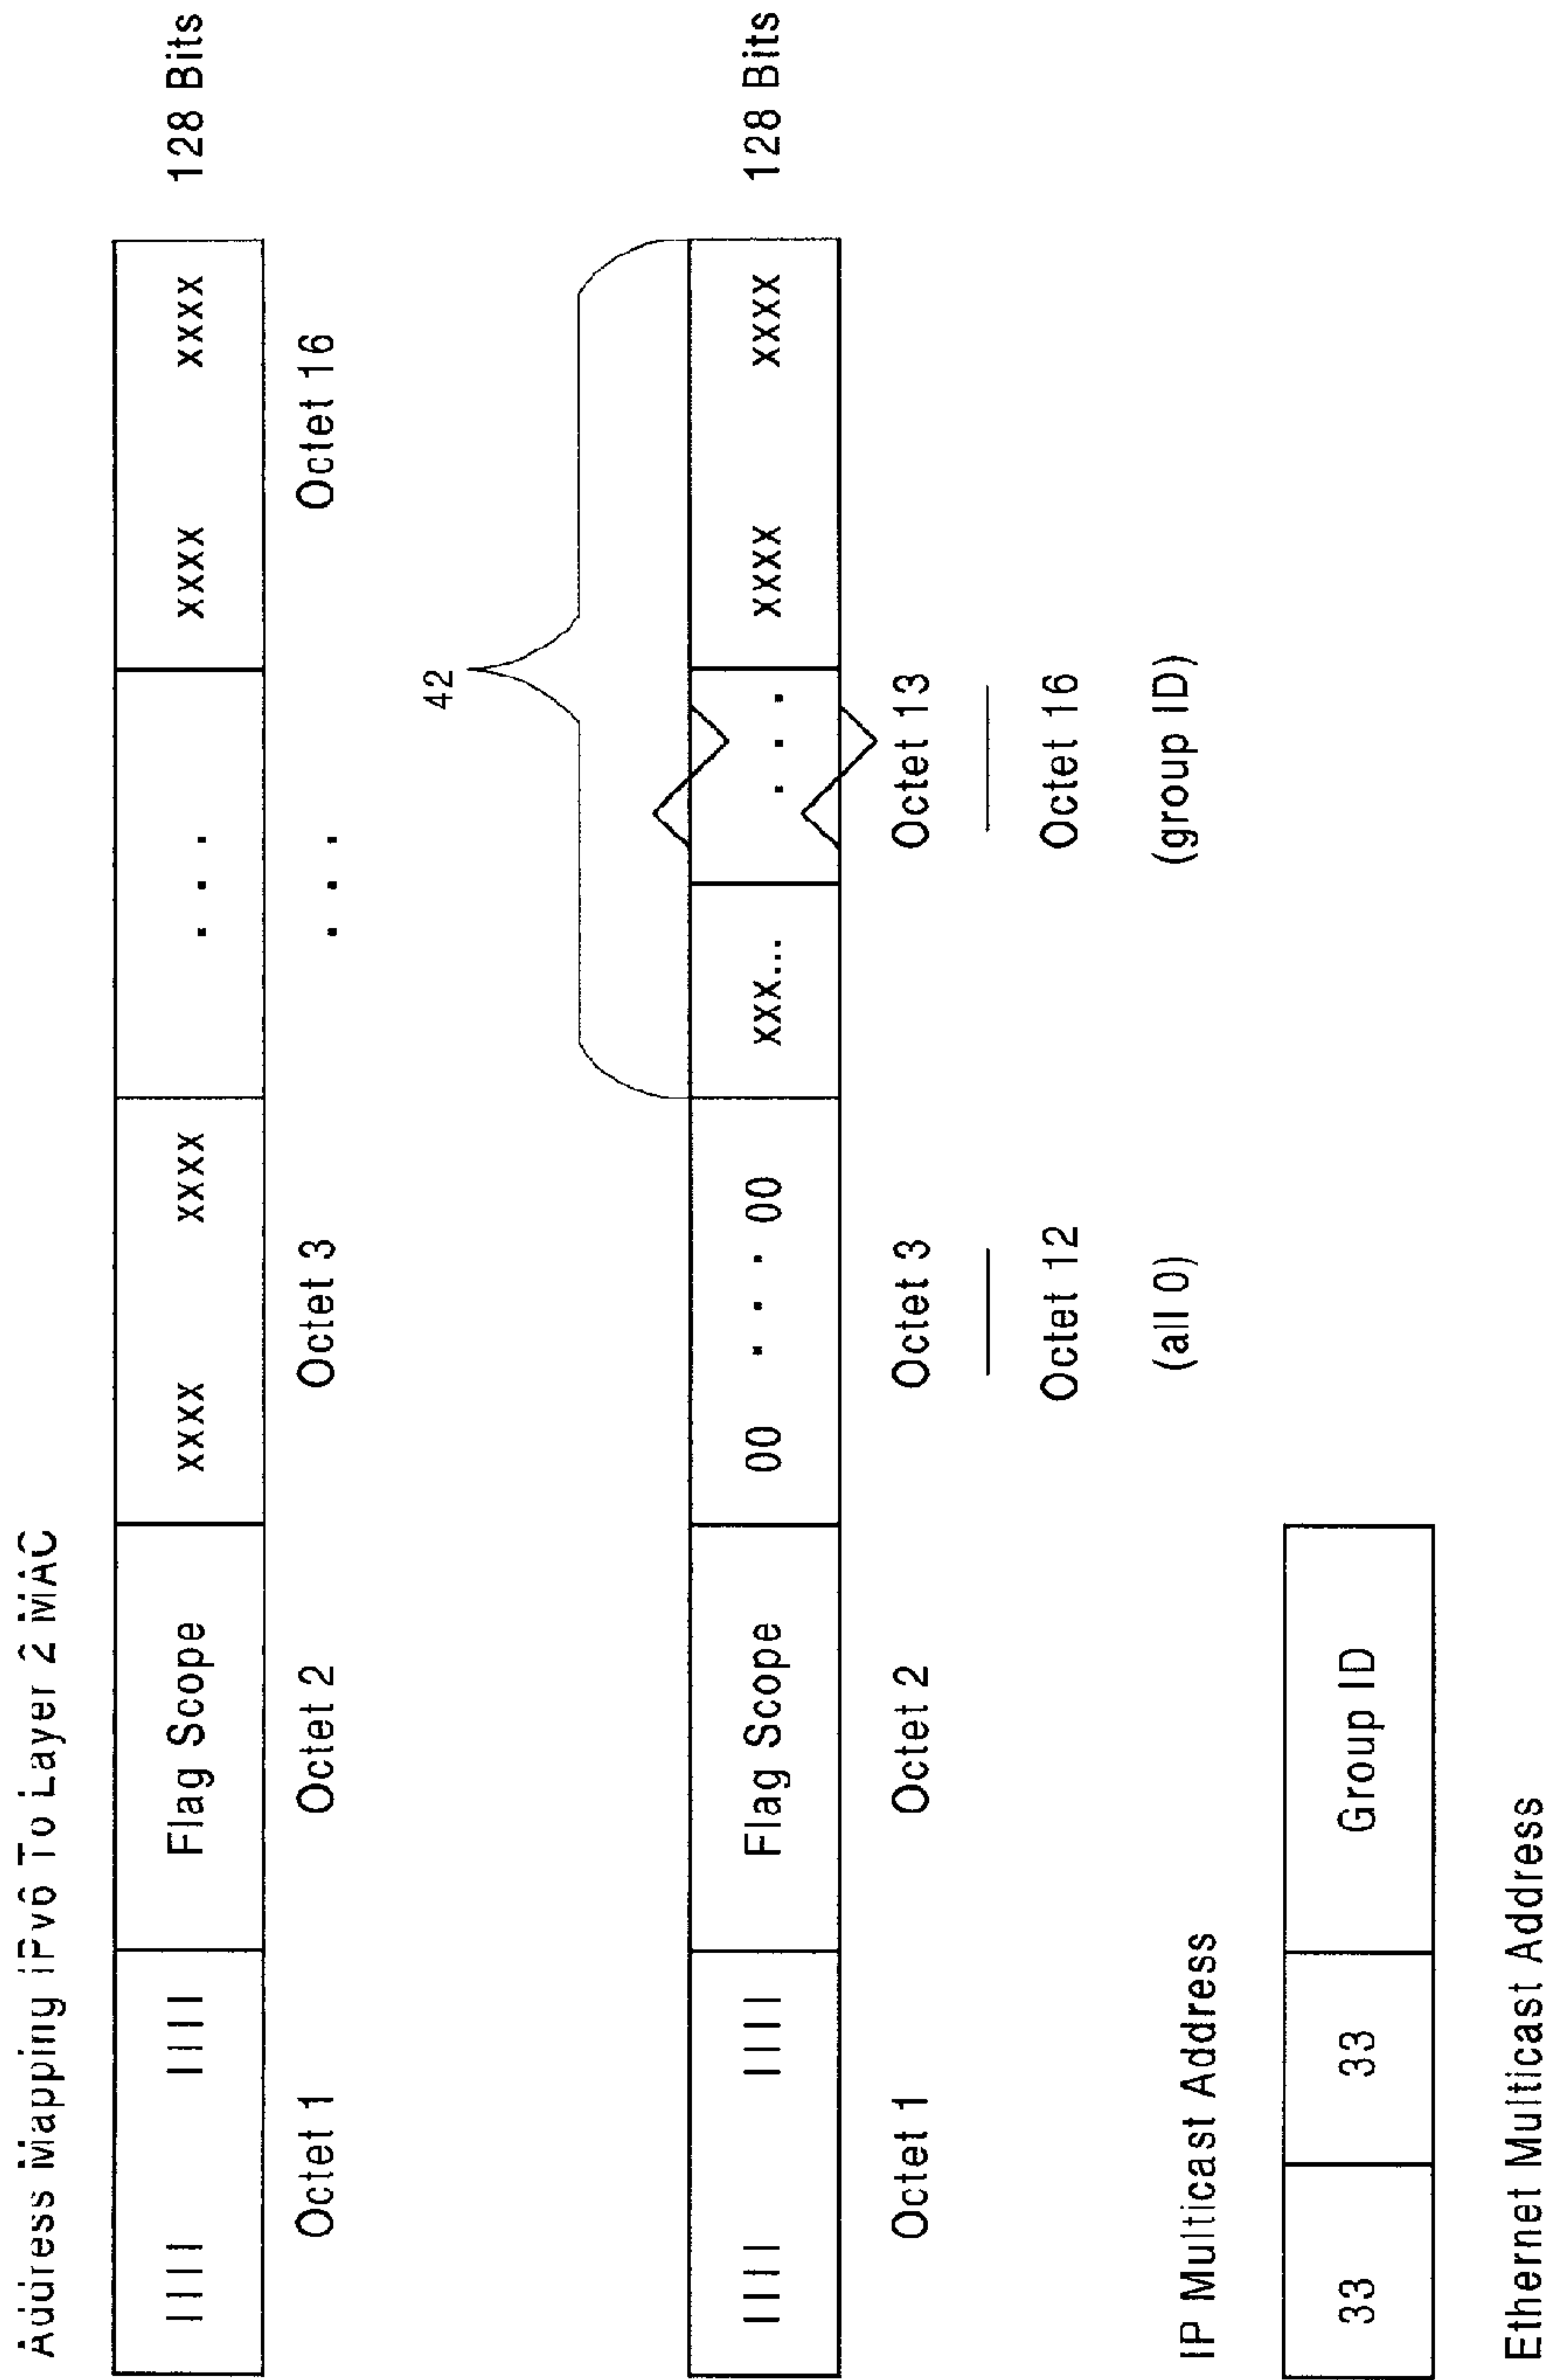 Address Mapping IPv6 To Layer 2 MAC
1111 1111 Flag Scope xxxx xxxx . . . xxxx xxxx 128 Bits
Octet 1 Octet 2 Octet 3 . . . Octet 16
42
1111 1111 Flag Scope 00 . . . 00 xxx... . . . xxxx xxxx 128 Bits
Octet 1 Octet 2 Octet 3 Octet 13
Octet 12 Octet 16
(all 0) (group ID)
IP Multicast Address
33 33 Group ID
Ethernet Multicast Address